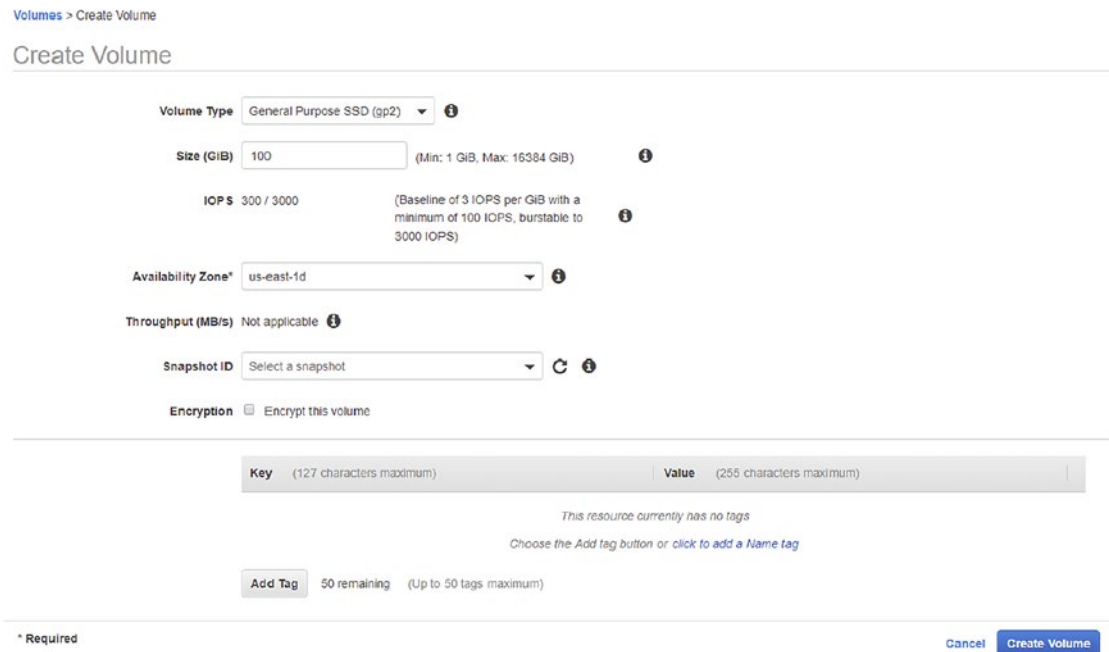 Volumes > Create Volume
Create Volume
Volume Type General Purpose SSD (gp2)
Size (GiB) 100 (Min: 1 GiB, Max: 16384 GiB)
IOPS 300 / 3000 (Baseline of 3 IOPS per GiB with a
minimum of 100 IOPS, burstable to
3000 IOPS)
Availability Zone* us-east-1d
Throughput (MB/s) Not applicable
Snapshot ID Select a snapshot
Encryption Encrypt this volume
Key (127 characters maximum) Value (255 characters maximum)
This resource currently has no tags
Choose the Add tag button or click to add a Name tag
Add Tag 50 remaining (Up to 50 tags maximum)
* Required Cancel Create Volume